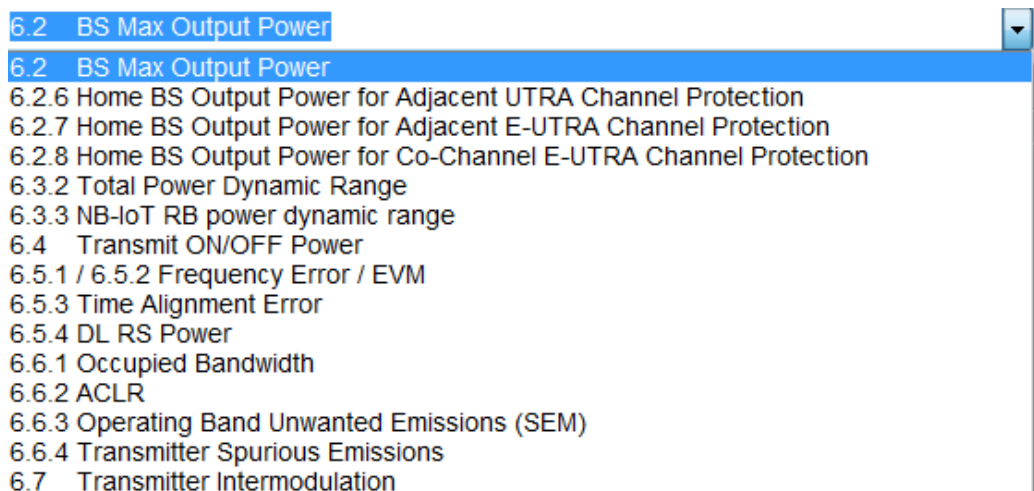 6.2 BS Max Output Power
6.2 BS Max Output Power
6.2.6 Home BS Output Power for Adjacent UTRA Channel Protection
6.2.7 Home BS Output Power for Adjacent E-UTRA Channel Protection
6.2.8 Home BS Output Power for Co-Channel E-UTRA Channel Protection
6.3.2 Total Power Dynamic Range
6.3.3 NB-IoT RB power dynamic range
6.4 Transmit ON/OFF Power
6.5.1 / 6.5.2 Frequency Error / EVM
6.5.3 Time Alignment Error
6.5.4 DL RS Power
6.6.1 Occupied Bandwidth
6.6.2 ACLR
6.6.3 Operating Band Unwanted Emissions (SEM)
6.6.4 Transmitter Spurious Emissions
6.7 Transmitter Intermodulation